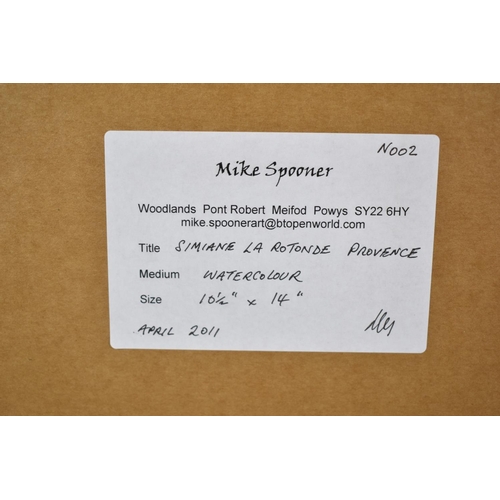 N002
Mike Spooner
Woodlands Pont Robert Meifod Powys SY22 6HY
mike.spoonerart@btopenworld.com
Title SIMIANE LA ROTONDE PROVENCE
Medium WATERCOLOUR
Size 10½" x 14"
APRIL 2011